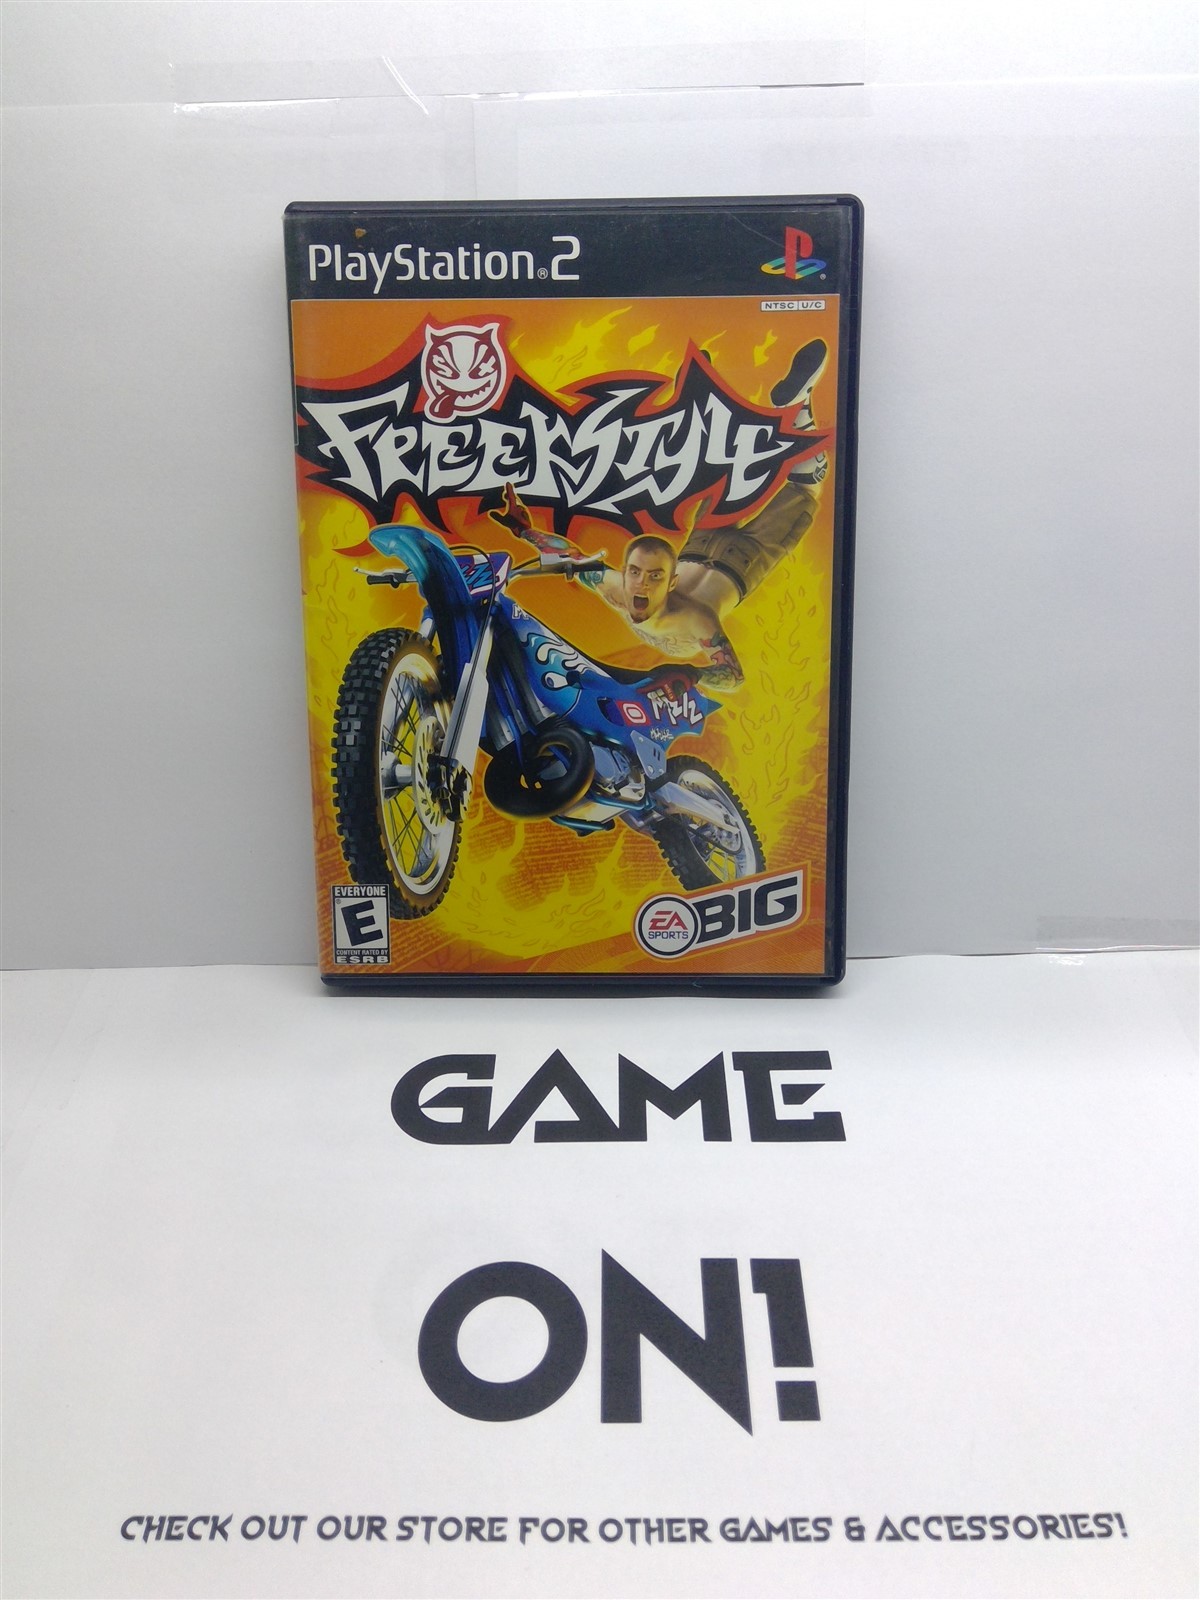 PlayStation®2
NTSC U/C
FREEKSTYLE
EVERYONE
E
CONTENT RATED BY
ESRB
EA
SPORTS
BIG
GAME
ON!
CHECK OUT OUR STORE FOR OTHER GAMES & ACCESSORIES!